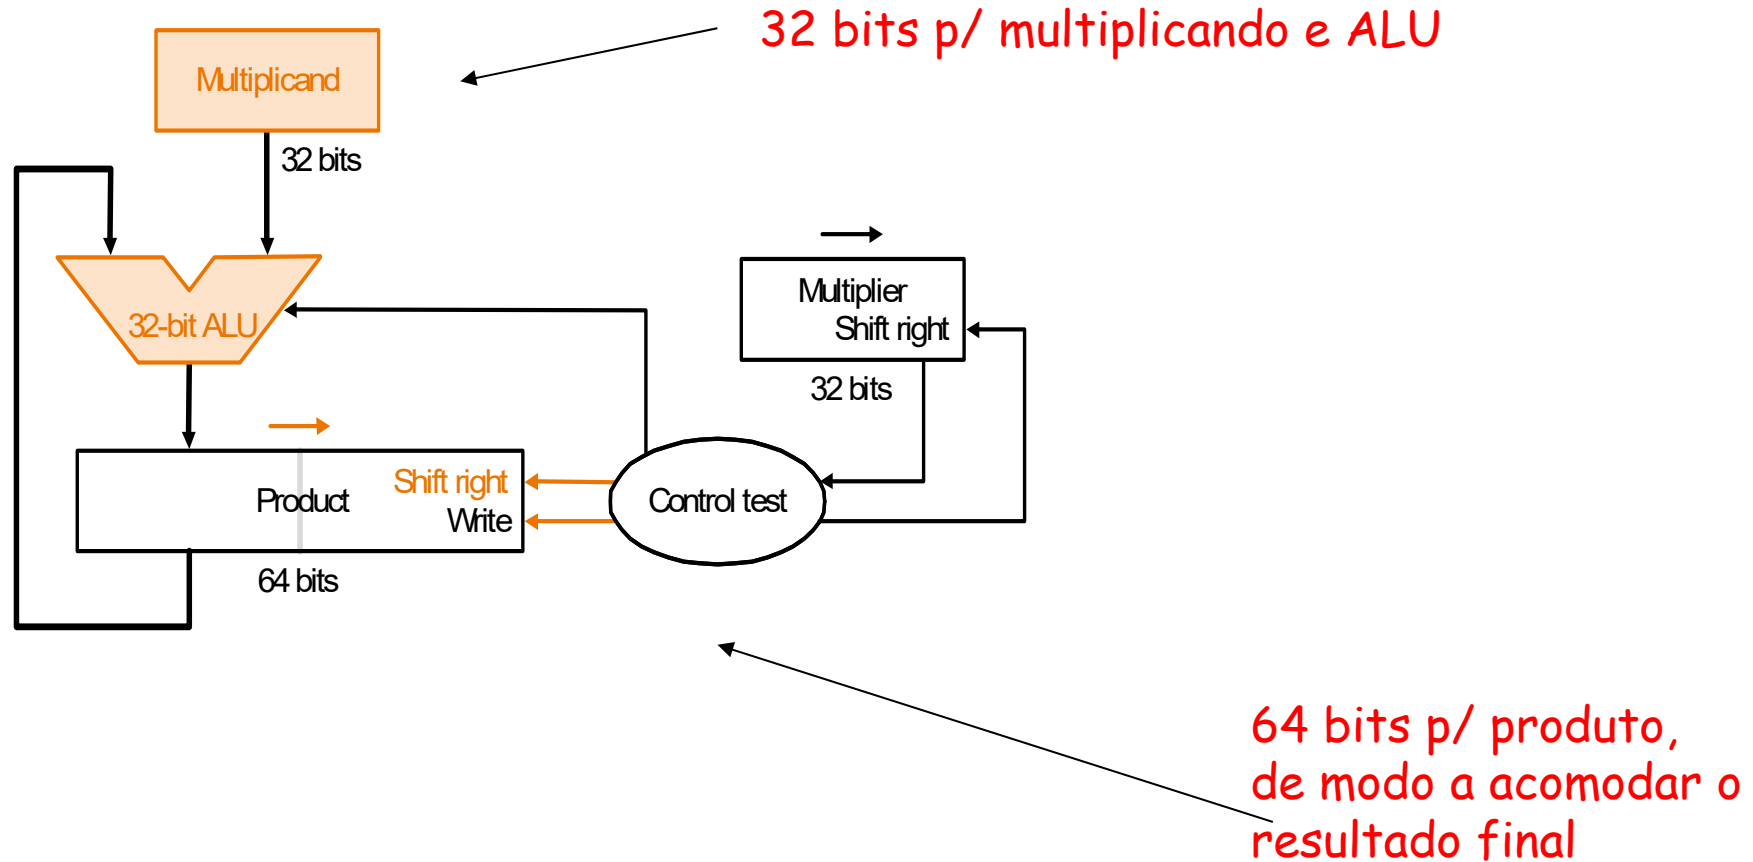 32 bits p/ multiplicando e ALU
Multiplicand
32 bits
32-bit ALU
Multiplier
Shift right
32 bits
Product
Shift right
Write
Control test
64 bits
64 bits p/ produto,
de modo a acomodar o
resultado final